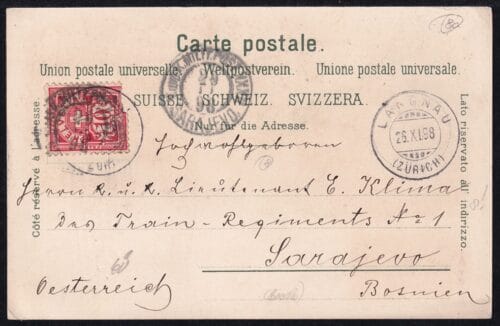 Carte postale.
Union postale universelle. Weltpostverein. Unione postale universale.
SUISSE. SCHWEIZ. SVIZZERA.
Nur für die Adresse.
Côté réservé à l'adresse.
Lato riservato all' indirizzo.
10
SARAJEVO
LANGNAU
26.XI.98
(ZÜRICH)
Hochwohlgeboren
Herrn k. u. k. Lieutenant E. Klima
des Train-Regiments No 1
Sarajevo
Oesterreich
Bosnien